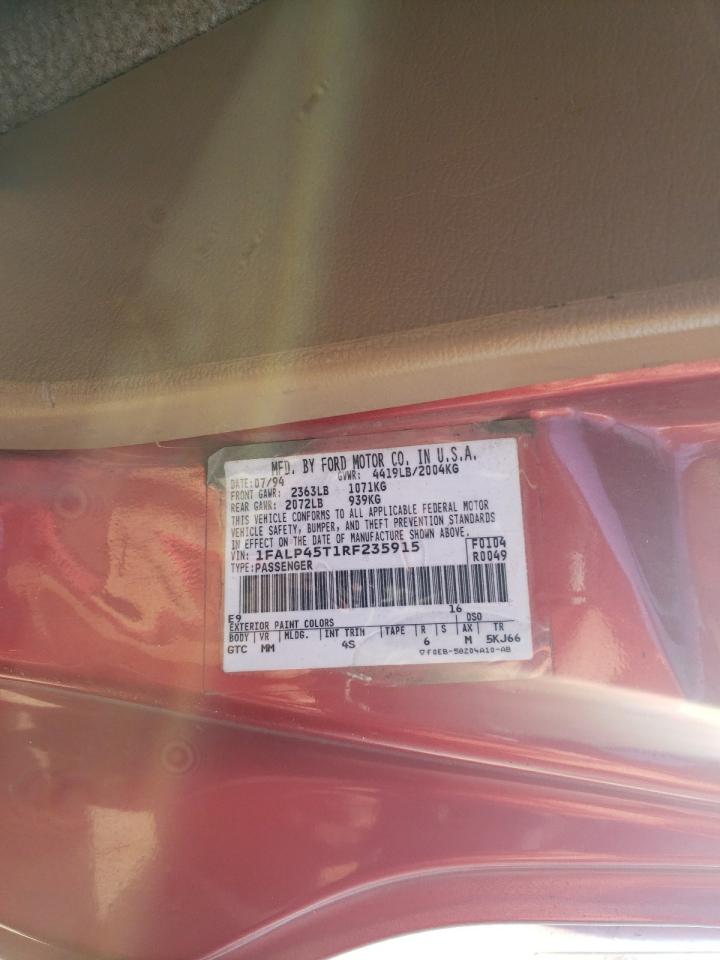 MFD. BY FORD MOTOR CO. IN U.S.A.
DATE: 07/94 GVWR: 4419LB/2004KG
FRONT GAWR: 2363LB 1071KG
REAR GAWR: 2072LB 939KG
THIS VEHICLE CONFORMS TO ALL APPLICABLE FEDERAL MOTOR
VEHICLE SAFETY, BUMPER, AND THEFT PREVENTION STANDARDS
IN EFFECT ON THE DATE OF MANUFACTURE SHOWN ABOVE.
VIN: 1FALP45T1RF235915 F0104
TYPE: PASSENGER R0049
E9 16
EXTERIOR PAINT COLORS DSO
BODY VR MLDG. INT TRIM TAPE R S AX TR
GTC MM 4S 6 M 5KJ66
▽F0EB-58204A10-AB